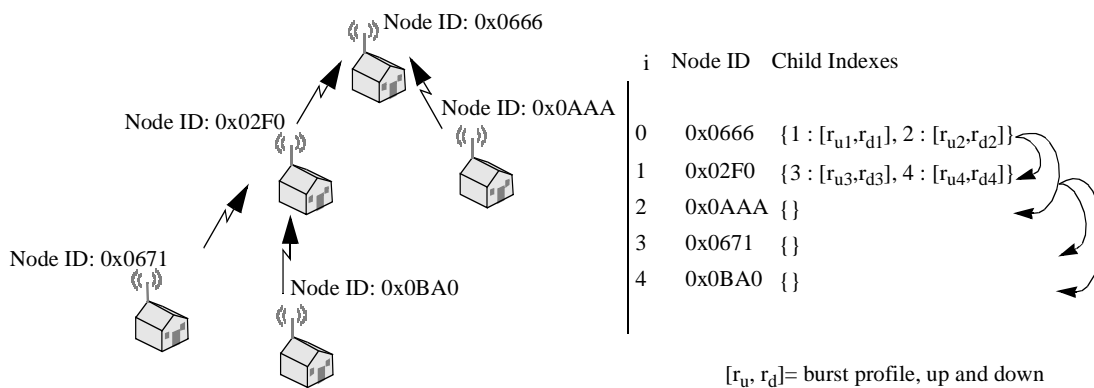 Node ID: 0x0666
Node ID: 0x0AAA
Node ID: 0x02F0
Node ID: 0x0671
Node ID: 0x0BA0
i Node ID Child Indexes
0 0x0666 {1 : [ru1,rd1], 2 : [ru2,rd2]}
1 0x02F0 {3 : [ru3,rd3], 4 : [ru4,rd4]}
2 0x0AAA {}
3 0x0671 {}
4 0x0BA0 {}
[ru, rd]= burst profile, up and down